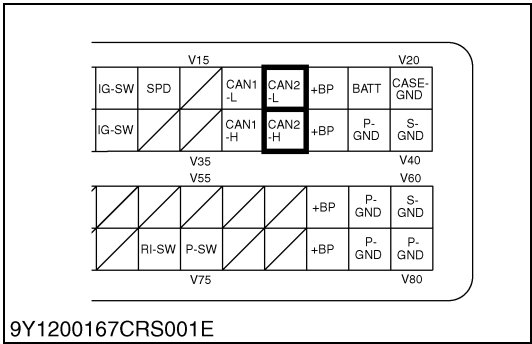 V15 V20
IG-SW SPD CAN1 -L CAN2 -L +BP BATT CASE- GND
IG-SW CAN1 -H CAN2 -H +BP P- GND S- GND
V35 V40
V55 V60
+BP P- GND S- GND
RI-SW P-SW +BP P- GND P- GND
V75 V80
9Y1200167CRS001E